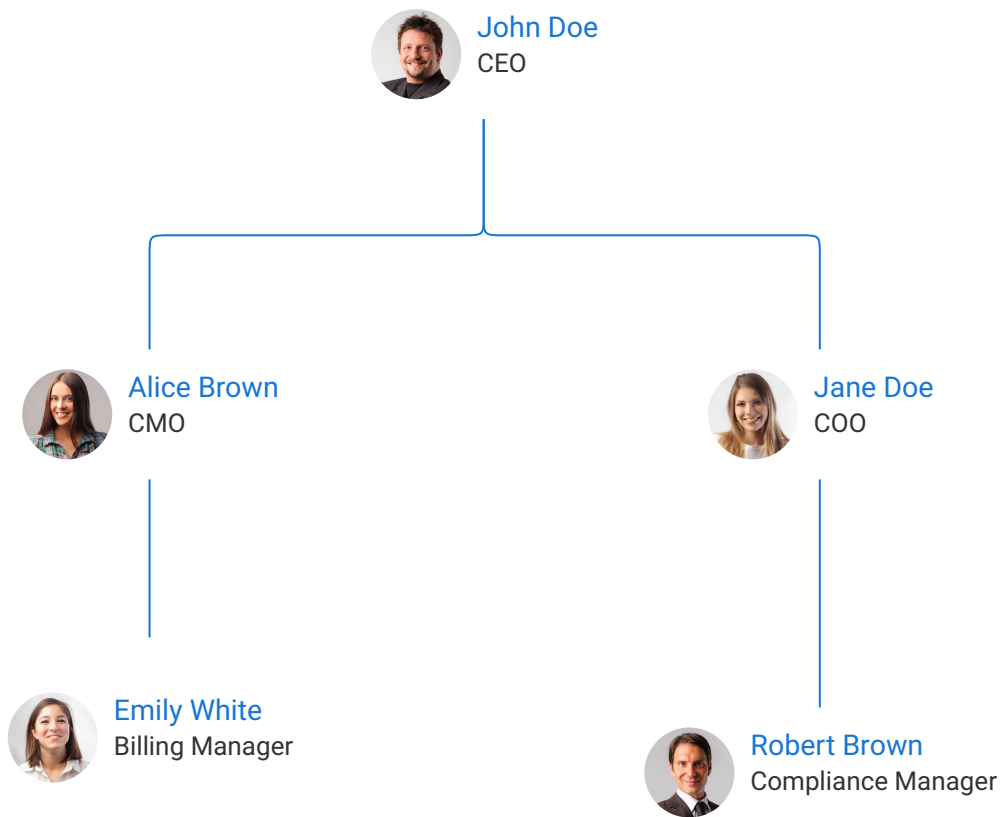 John Doe
CEO
Alice Brown
CMO
Jane Doe
COO
Emily White
Billing Manager
Robert Brown
Compliance Manager